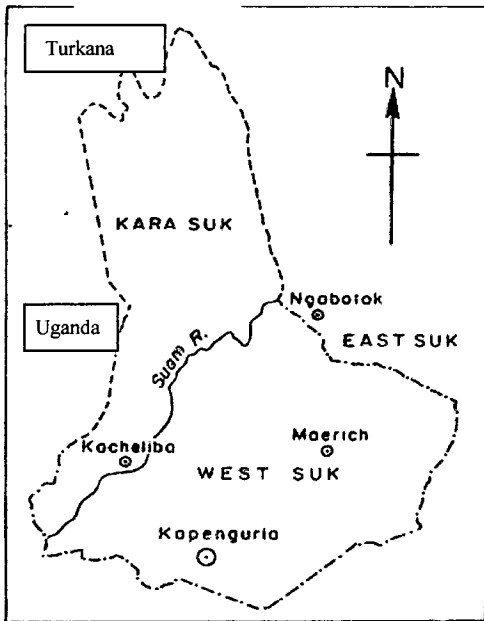 Turkana
N
KARA SUK
Ngabotok
Uganda
EAST SUK
Suam R.
Kacheliba
Maerich
WEST SUK
Kapenguria